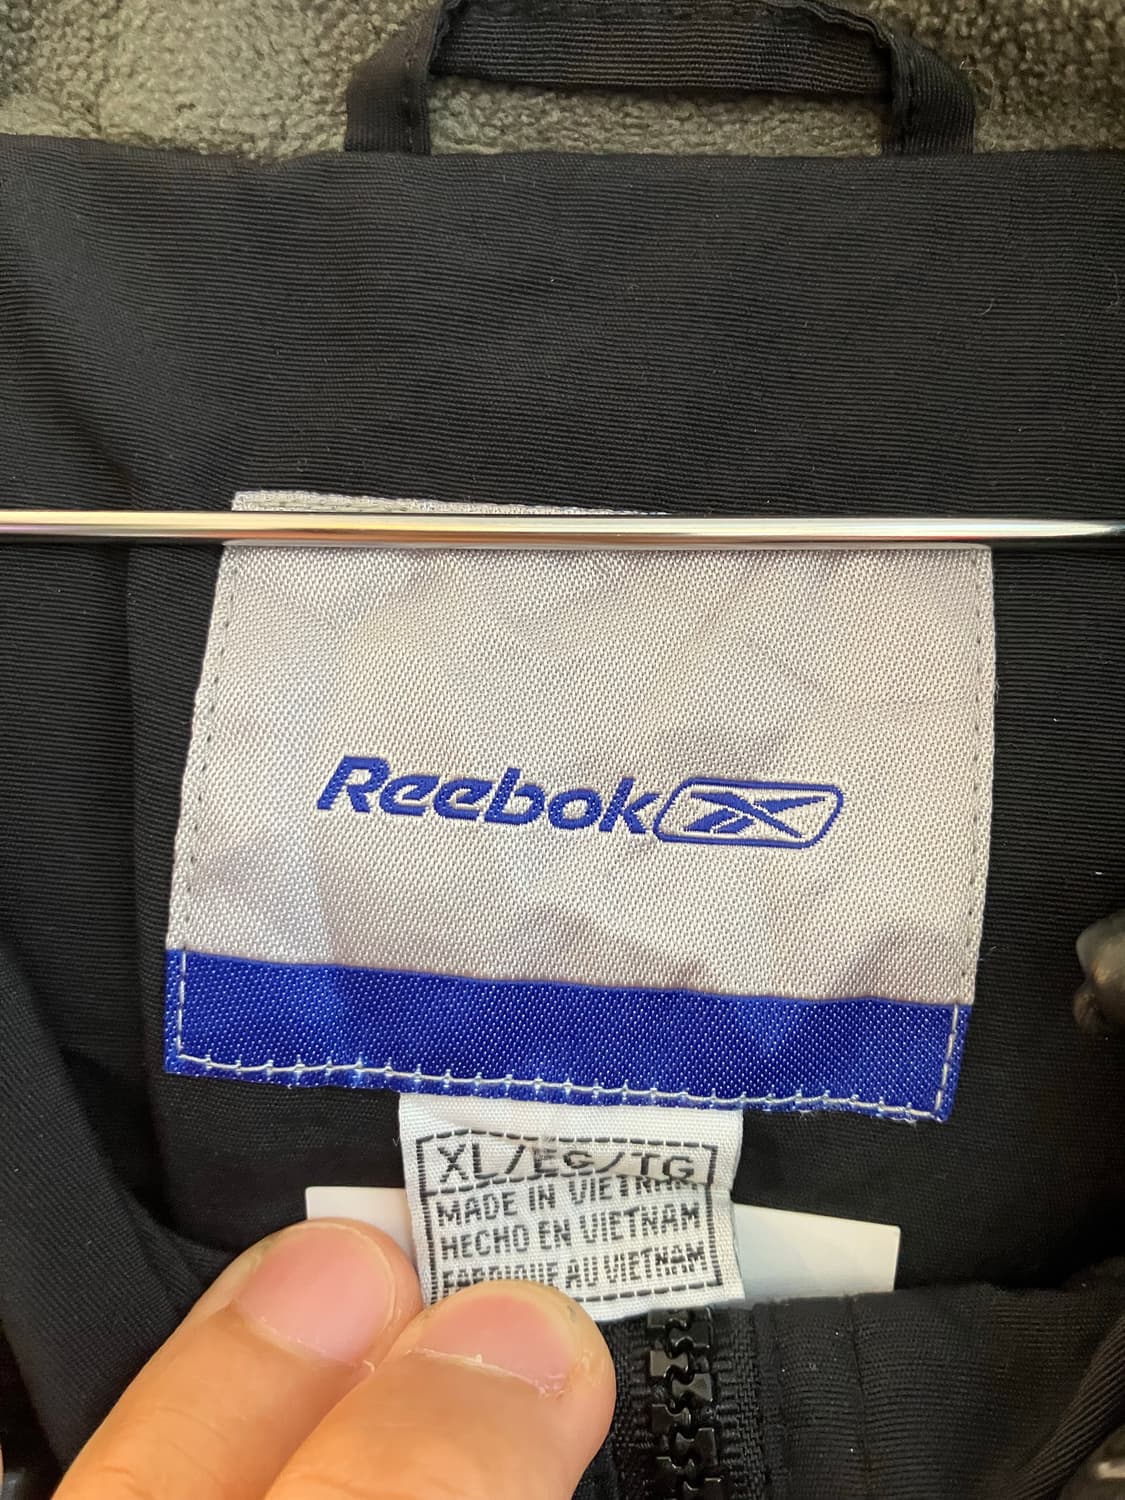 Reebok
XL/EG/TG
MADE IN VIETNAM
HECHO EN VIETNAM
FABRIQUE AU VIETNAM